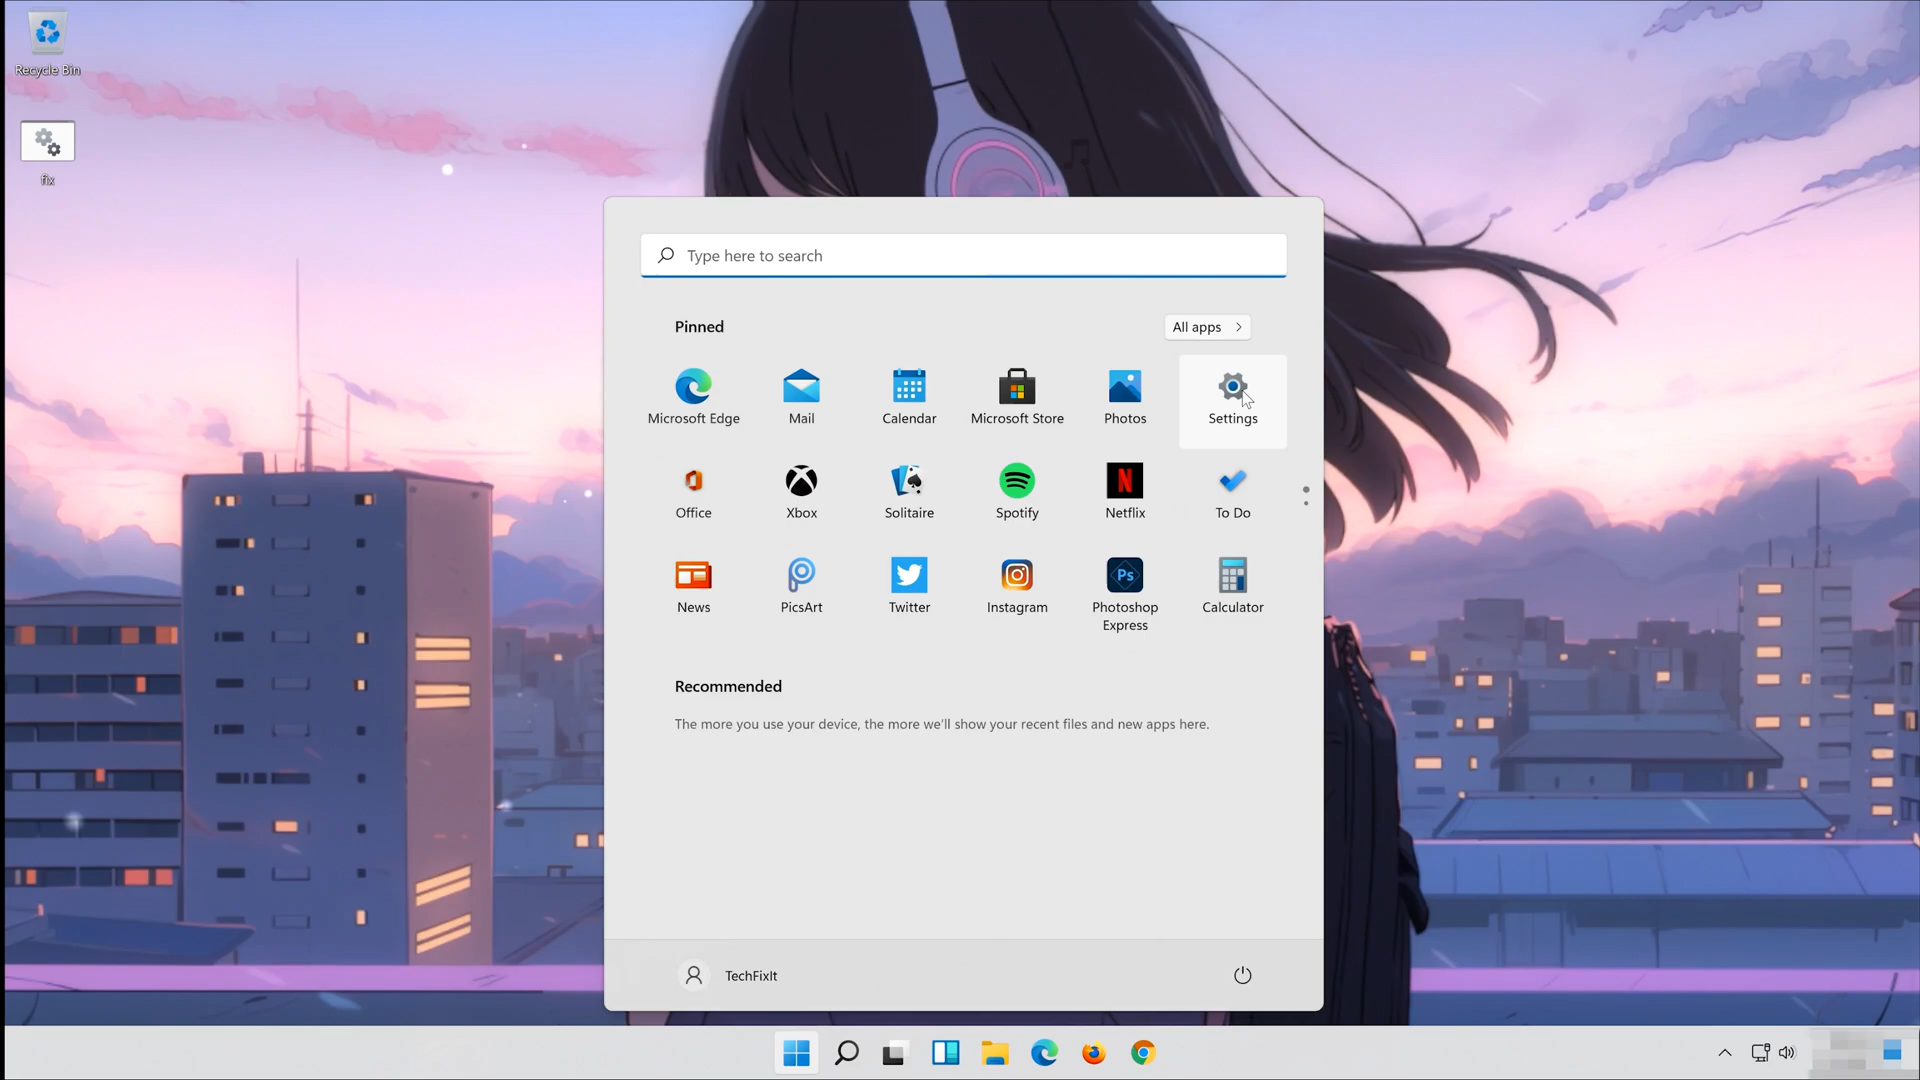 Recycle Bin
fix
Type here to search
Pinned
All apps
Microsoft Edge
Mail
Calendar
Microsoft Store
Photos
Settings
Office
Xbox
Solitaire
Spotify
Netflix
To Do
News
PicsArt
Twitter
Instagram
Ps
Photoshop
Express
Calculator
Recommended
The more you use your device, the more we'll show your recent files and new apps here.
TechFixIt